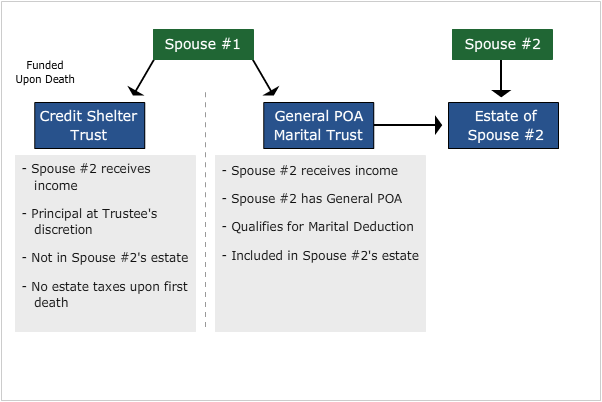 Spouse #1
Spouse #2
Funded
Upon Death
Credit Shelter
Trust
General POA
Marital Trust
Estate of
Spouse #2
- Spouse #2 receives
income
- Principal at Trustee's
discretion
- Not in Spouse #2's estate
- No estate taxes upon first
death
- Spouse #2 receives income
- Spouse #2 has General POA
- Qualifies for Marital Deduction
- Included in Spouse #2's estate